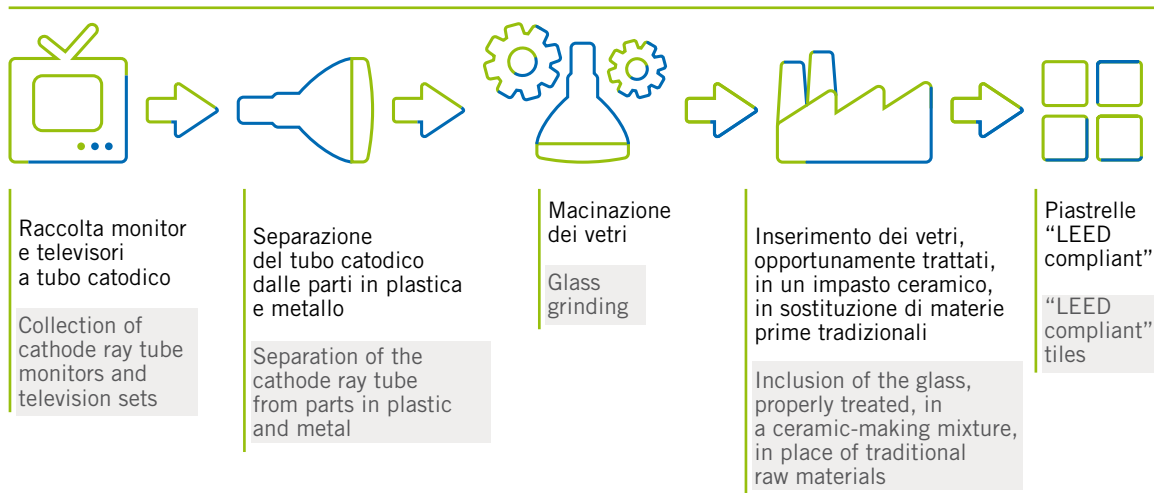 Raccolta monitor
e televisori
a tubo catodico
Collection of
cathode ray tube
monitors and
television sets
Separazione
del tubo catodico
dalle parti in plastica
e metallo
Separation of the
cathode ray tube
from parts in plastic
and metal
Macinazione
dei vetri
Glass
grinding
Inserimento dei vetri,
opportunamente trattati,
in un impasto ceramico,
in sostituzione di materie
prime tradizionali
Inclusion of the glass,
properly treated, in
a ceramic-making mixture,
in place of traditional
raw materials
Piastrelle
“LEED
compliant”
“LEED
compliant”
tiles